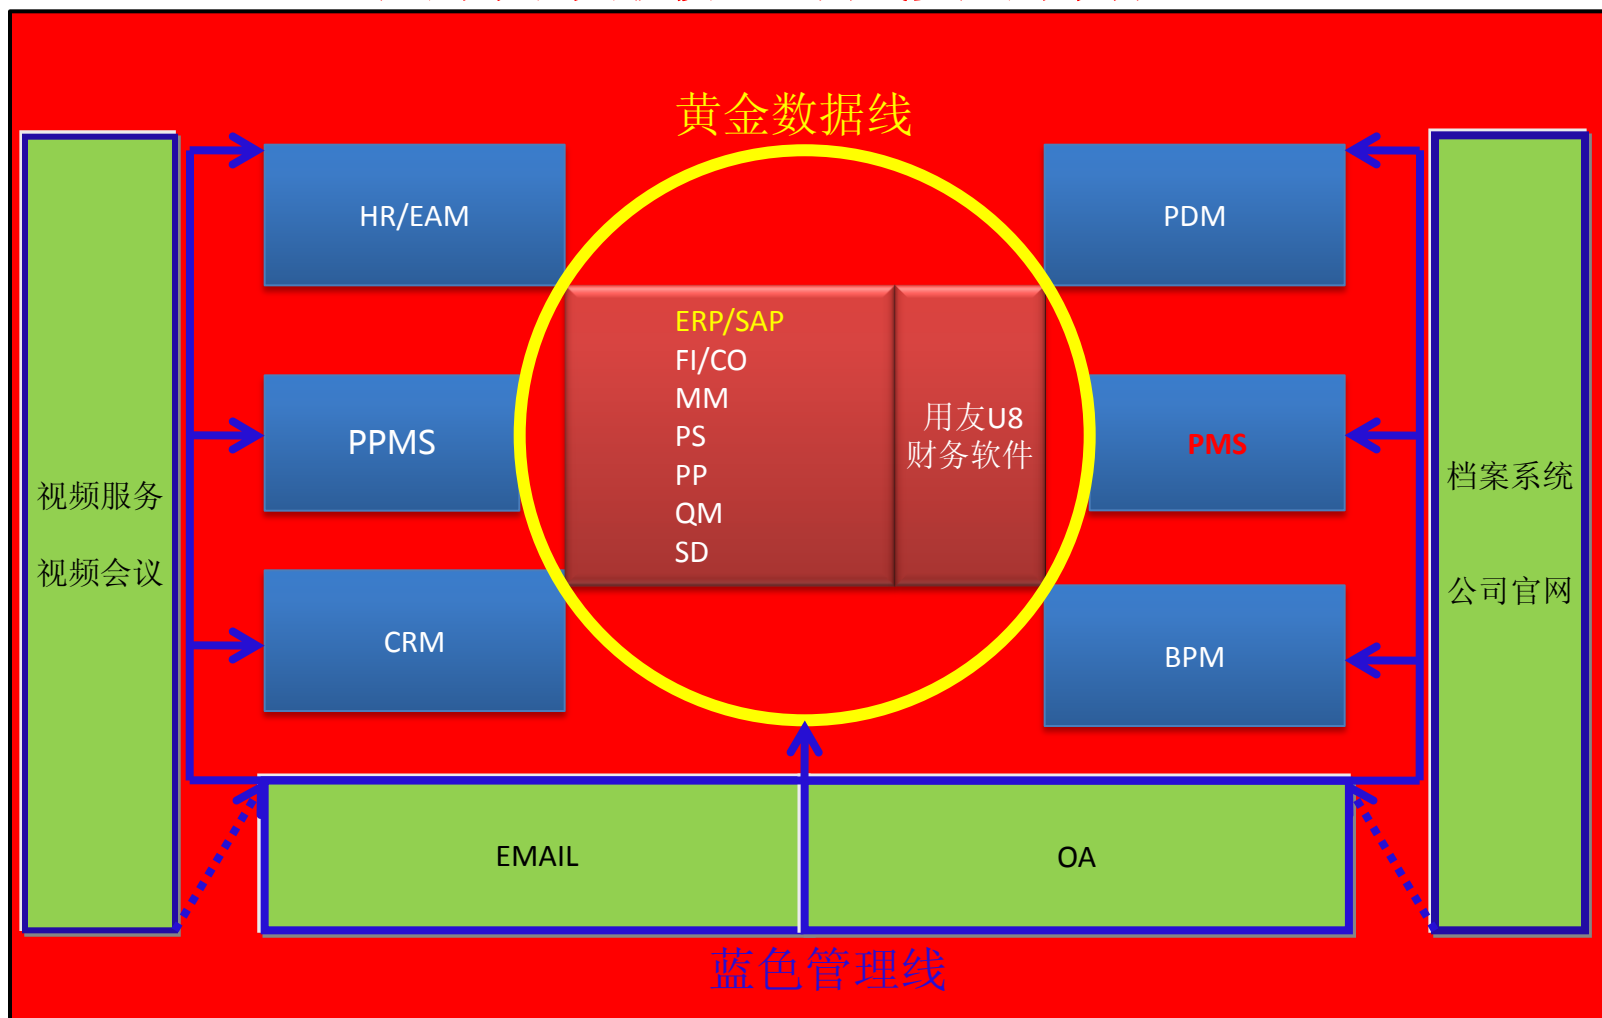 黄金数据线
HR/EAM
PDM
ERP/SAP
FI/CO
MM
PS
PP
QM
SD
用友U8
财务软件
PPMS
PMS
视频服务
视频会议
档案系统
公司官网
CRM
BPM
EMAIL
OA
蓝色管理线